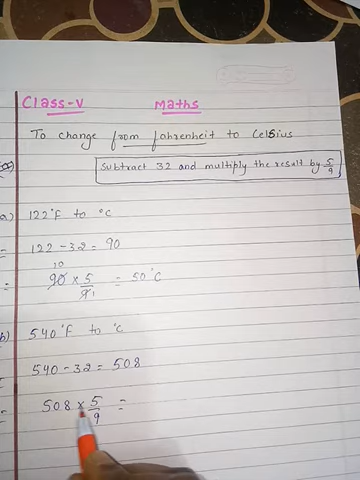 Class-V Maths
To change from fahrenheit to Celsius
Subtract 32 and multiply the result by 5/9
a) 122°F to °C
122 - 32 = 90
10
90 × 5/9 1 = 50°C
b) 540°F to °C
540 - 32 = 508
508 × 5/9 =